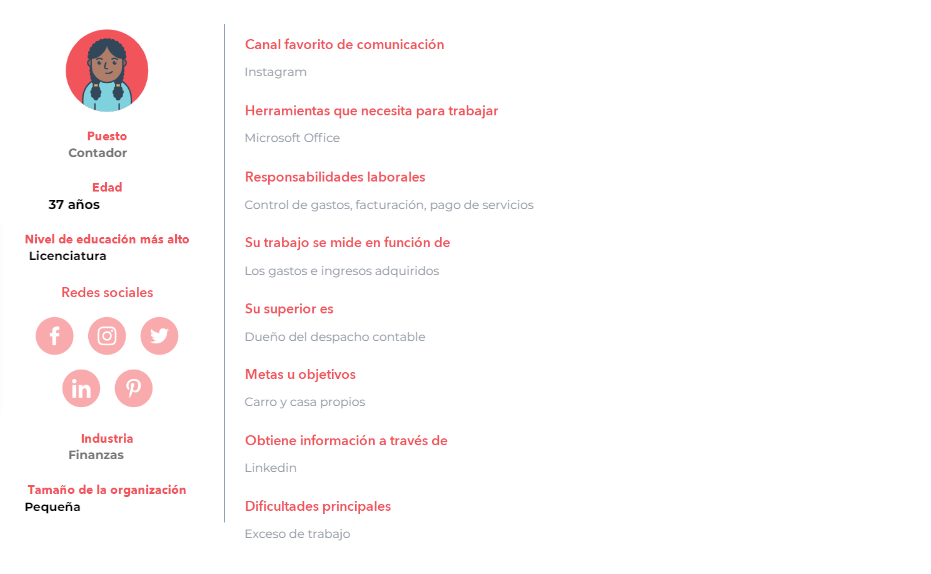 Puesto
Contador
Edad
37 años
Nivel de educación más alto
Licenciatura
Redes sociales
Industria
Finanzas
Tamaño de la organización
Pequeña
Canal favorito de comunicación
Instagram
Herramientas que necesita para trabajar
Microsoft Office
Responsabilidades laborales
Control de gastos, facturación, pago de servicios
Su trabajo se mide en función de
Los gastos e ingresos adquiridos
Su superior es
Dueño del despacho contable
Metas u objetivos
Carro y casa propios
Obtiene información a través de
Linkedin
Dificultades principales
Exceso de trabajo